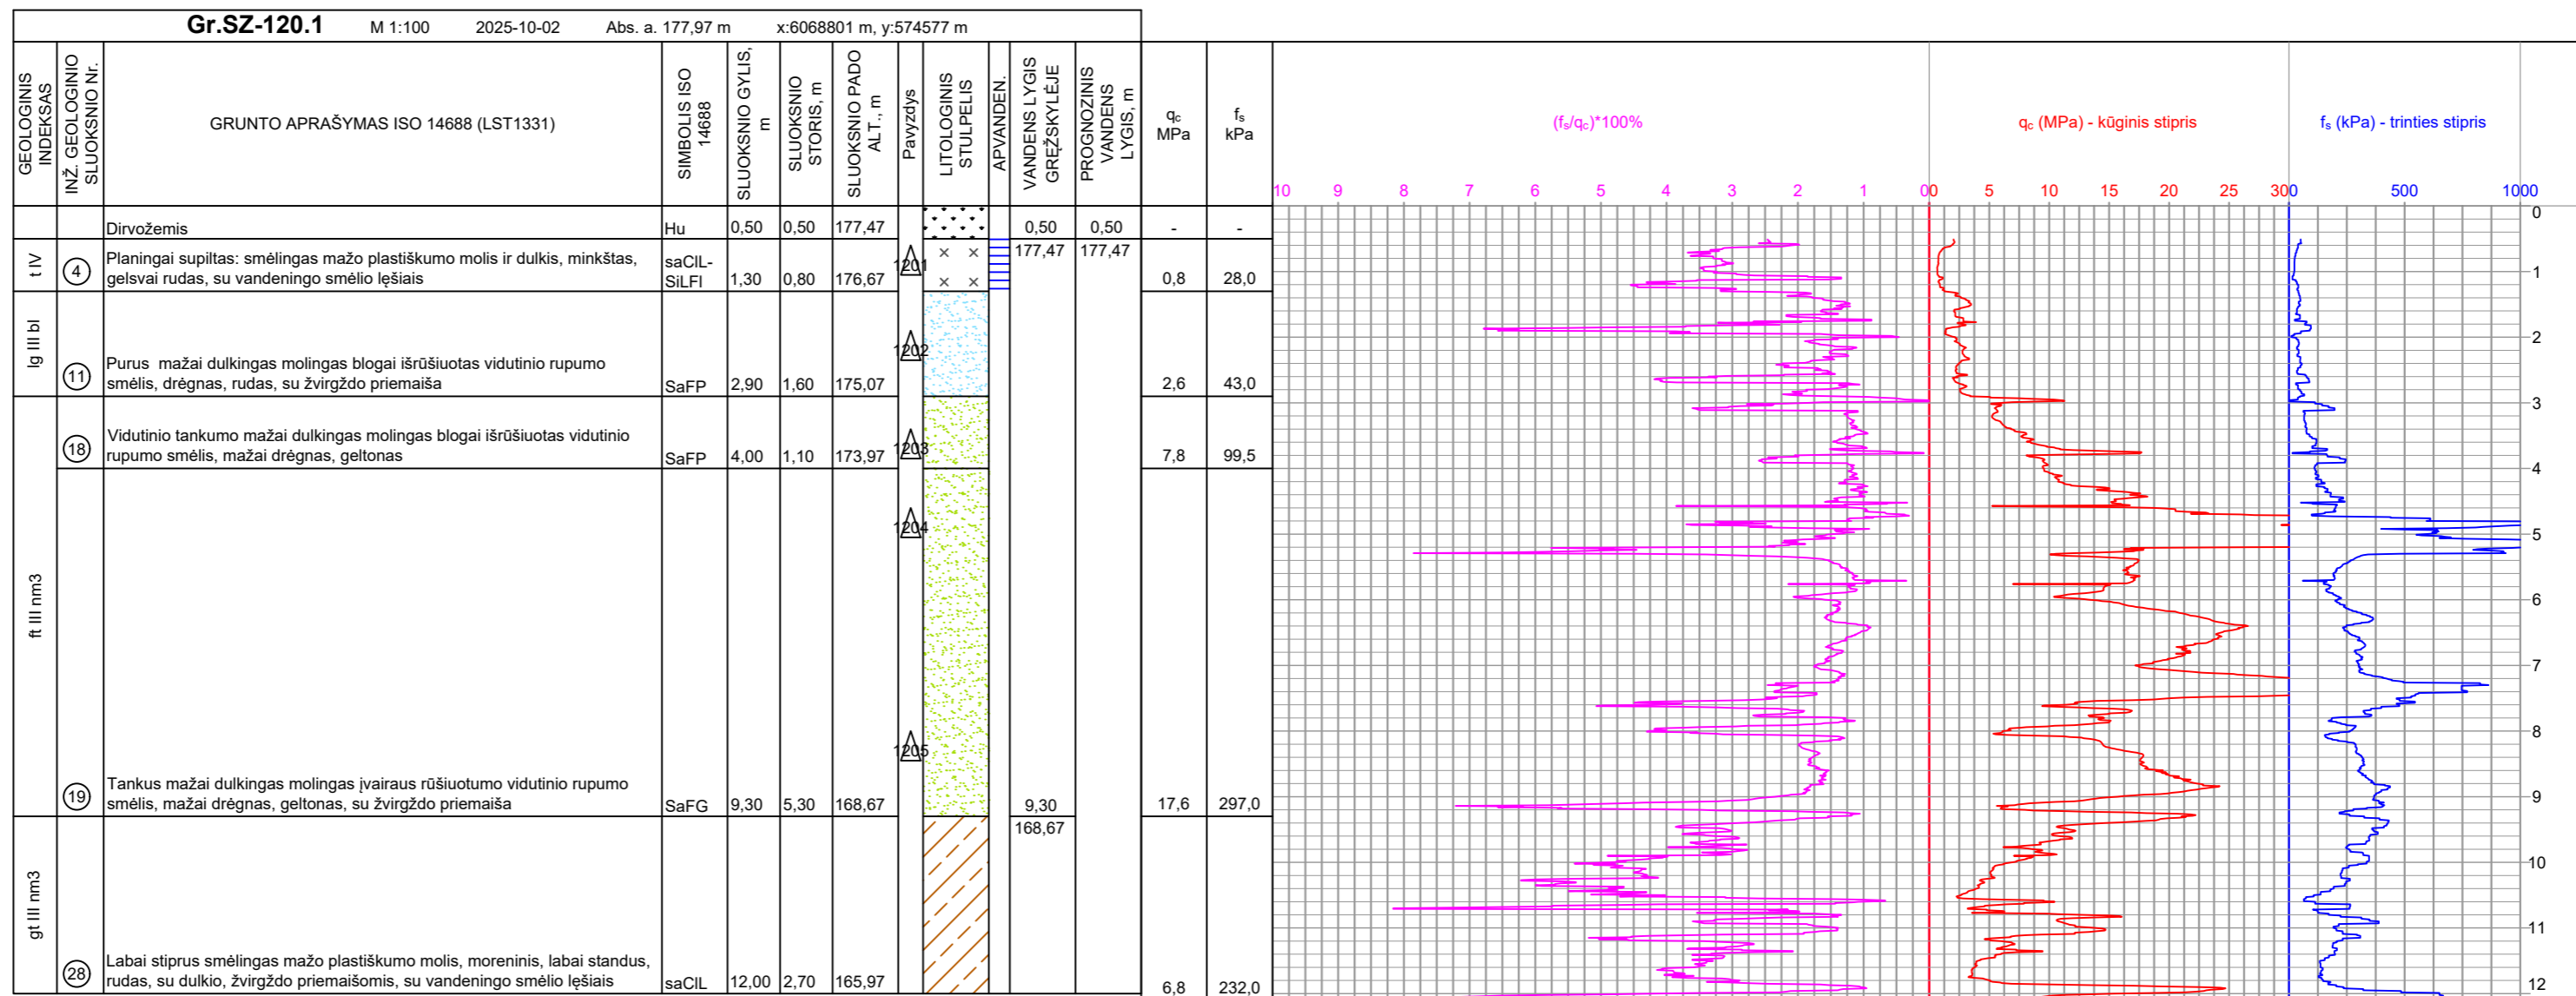 Gr.SZ-120.1 M 1:100 2025-10-02 Abs. a. 177,97 m x:6068801 m, y:574577 m
GEOLOGINIS
INDEKSAS
INŽ. GEOLOGINIO
SLUOKSNIO Nr.
GRUNTO APRAŠYMAS ISO 14688 (LST1331)
SIMBOLIS ISO
14688
SLUOKSNIO GYLIS,
m
SLUOKSNIO
STORIS, m
SLUOKSNIO PADO
ALT., m
Pavyzdys
LITOLOGINIS
STULPELIS
APVANDEN.
VANDENS LYGIS
GRĘŽSKYLĖJE
PROGNOZINIS
VANDENS
LYGIS, m
qc
MPa
fs
kPa
(fs/qc)*100%
qc (MPa) - kūginis stipris
fs (kPa) - trinties stipris
10 9 8 7 6 5 4 3 2 1 0
0 5 10 15 20 25 30
0 500 1000
Dirvožemis Hu 0,50 0,50 177,47 0,50 0,50 - -
t IV
4
Planingai supiltas: smėlingas mažo plastiškumo molis ir dulkis, minkštas,
gelsvai rudas, su vandeningo smėlio lęšiais
saClL-
SiLFl 1,30 0,80 176,67
1201
177,47 177,47
0,8 28,0
lg III bl
11
Purus mažai dulkingas molingas blogai išrūšiuotas vidutinio rupumo
smėlis, drėgnas, rudas, su žvirgždo priemaiša
SaFP 2,90 1,60 175,07
1202
2,6 43,0
ft III nm3
18
Vidutinio tankumo mažai dulkingas molingas blogai išrūšiuotas vidutinio
rupumo smėlis, mažai drėgnas, geltonas
SaFP 4,00 1,10 173,97
1203
7,8 99,5
1204
1205
19
Tankus mažai dulkingas molingas įvairaus rūšiuotumo vidutinio rupumo
smėlis, mažai drėgnas, geltonas, su žvirgždo priemaiša
SaFG 9,30 5,30 168,67
9,30
17,6 297,0
168,67
gt III nm3
28
Labai stiprus smėlingas mažo plastiškumo molis, moreninis, labai standus,
rudas, su dulkio, žvirgždo priemaišomis, su vandeningo smėlio lęšiais
saClL 12,00 2,70 165,97
6,8 232,0
0
1
2
3
4
5
6
7
8
9
10
11
12